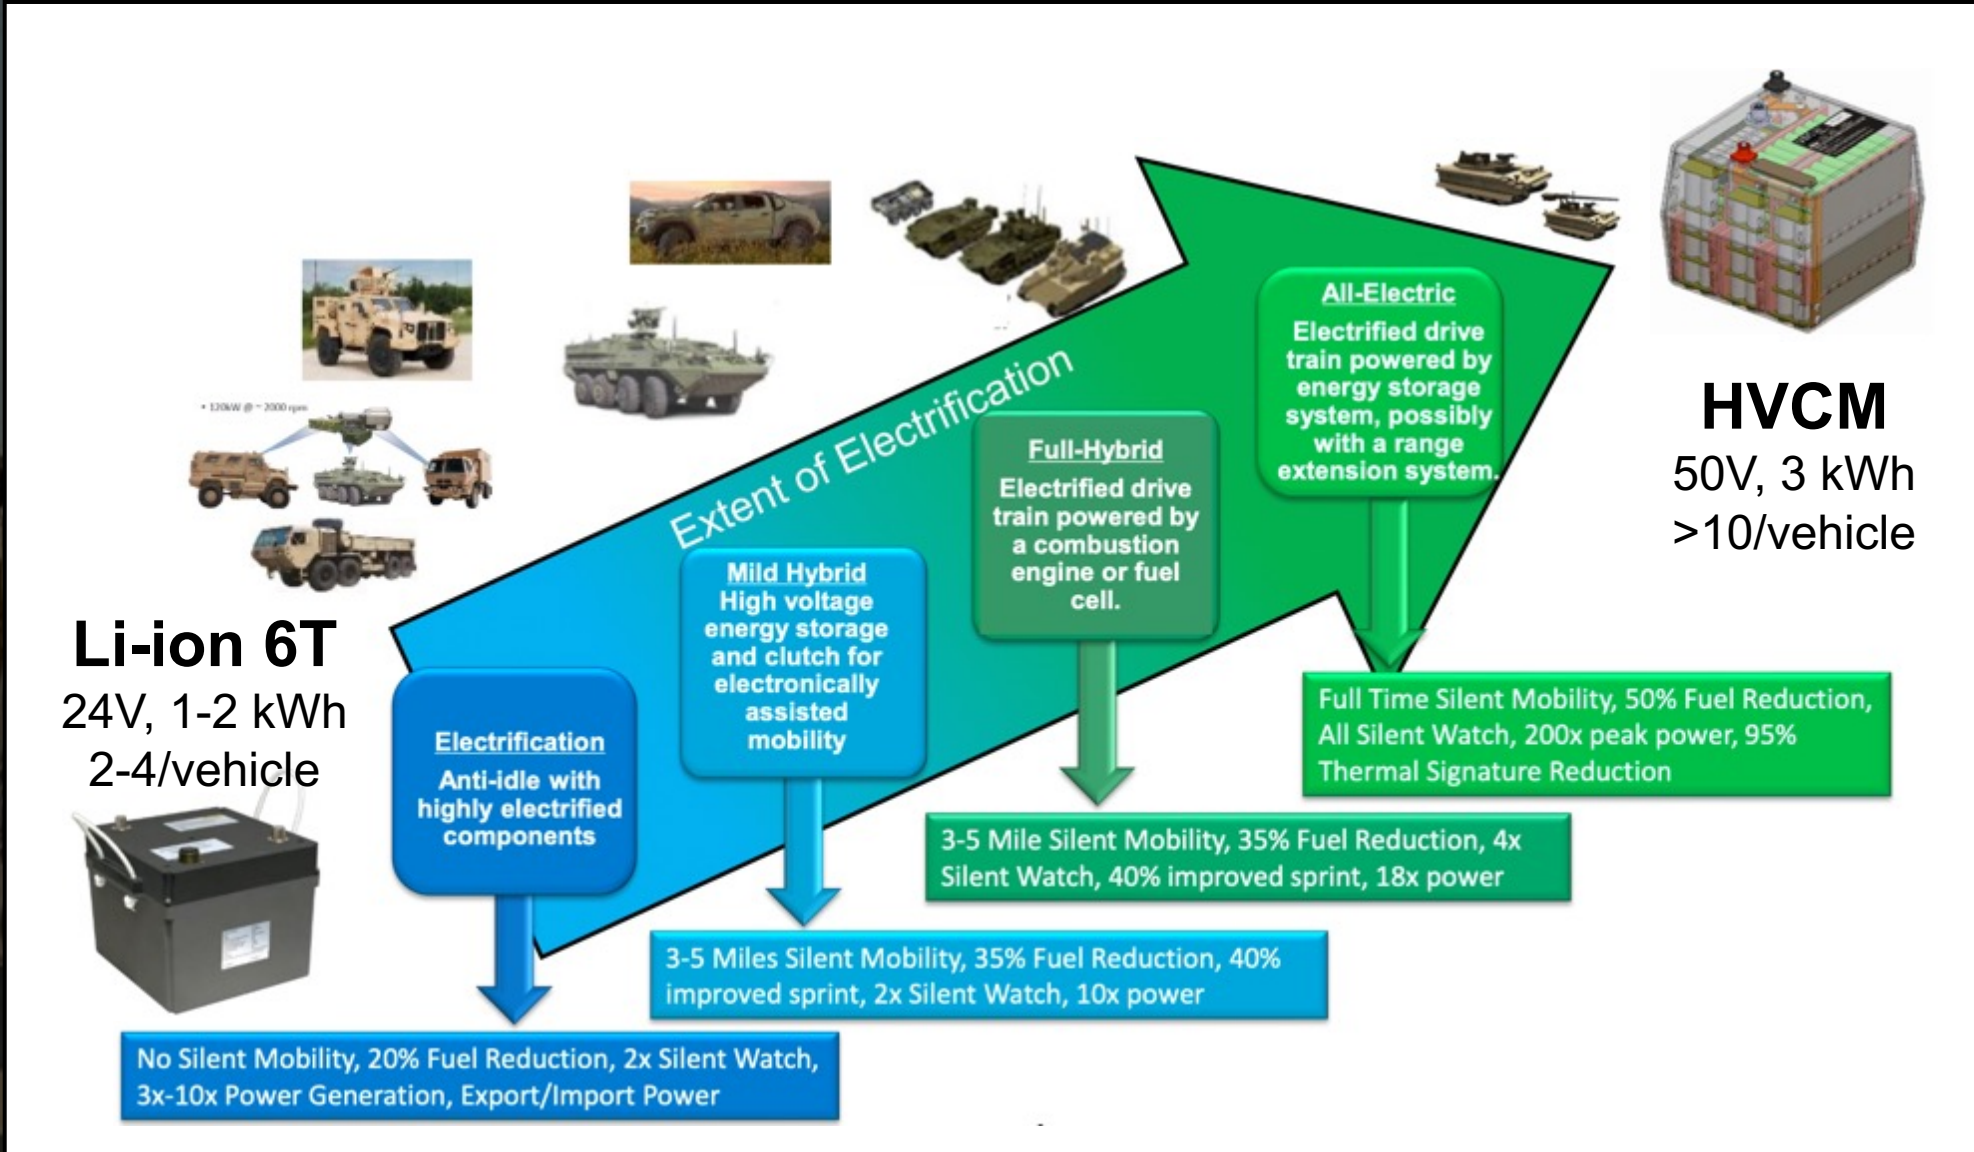 HVCM
50V, 3 kWh
>10/vehicle
• 120kW @ ~ 2000 rpm
Li-ion 6T
24V, 1-2 kWh
2-4/vehicle
Extent of Electrification
Electrification
Anti-idle with
highly electrified
components
Mild Hybrid
High voltage
energy storage
and clutch for
electronically
assisted
mobility
Full-Hybrid
Electrified drive
train powered by
a combustion
engine or fuel
cell.
All-Electric
Electrified drive
train powered by
energy storage
system, possibly
with a range
extension system.
Full Time Silent Mobility, 50% Fuel Reduction,
All Silent Watch, 200x peak power, 95%
Thermal Signature Reduction
3-5 Mile Silent Mobility, 35% Fuel Reduction, 4x
Silent Watch, 40% improved sprint, 18x power
3-5 Miles Silent Mobility, 35% Fuel Reduction, 40%
improved sprint, 2x Silent Watch, 10x power
No Silent Mobility, 20% Fuel Reduction, 2x Silent Watch,
3x-10x Power Generation, Export/Import Power